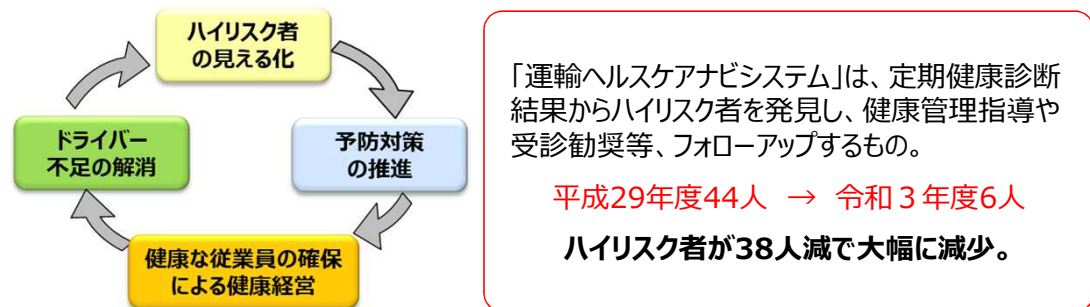 ハイリスク者
の見える化
ドライバー
不足の解消
予防対策
の推進
健康な従業員の確保
による健康経営
「運輸ヘルスケアナビシステム」は、定期健康診断
結果からハイリスク者を発見し、健康管理指導や
受診勧奨等、フォローアップするもの。
平成29年度44人 → 令和３年度6人
ハイリスク者が38人減で大幅に減少。